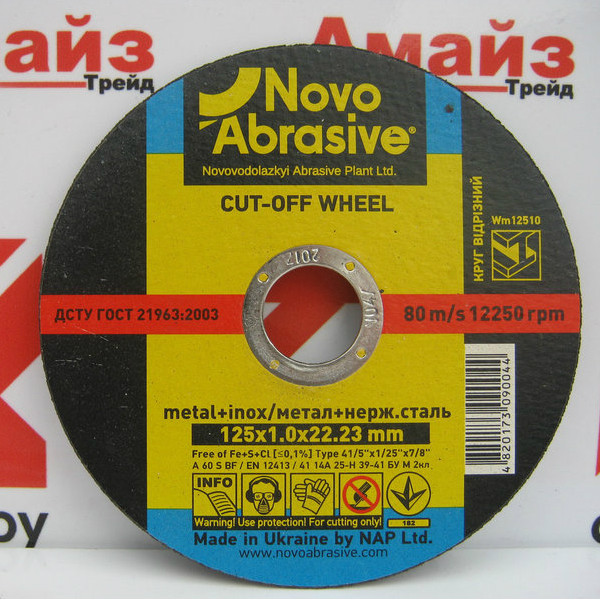 Амайз
Трейд
Амайз
Трейд
Novo
Abrasive®
Novovodolazkyi Abrasive Plant Ltd.
CUT-OFF WHEEL
КРУГ ВІДРІЗНИЙ
Wm12510
2017
ДСТУ ГОСТ 21963:2003
80 m/s 12250 rpm
metal+inox/метал+нерж.сталь
125x1.0x22.23 mm
Free of Fe+S+Cl [≤0,1%] Type 41/5"x1/25"x7/8"
A 60 S BF / EN 12413 / 41 14A 25-H 39-41 БУ М 2кл
4820173090044
INFO
Warning! Use protection! For cutting only!
182
Made in Ukraine by NAP Ltd.
www.novoabrasive.com
ру